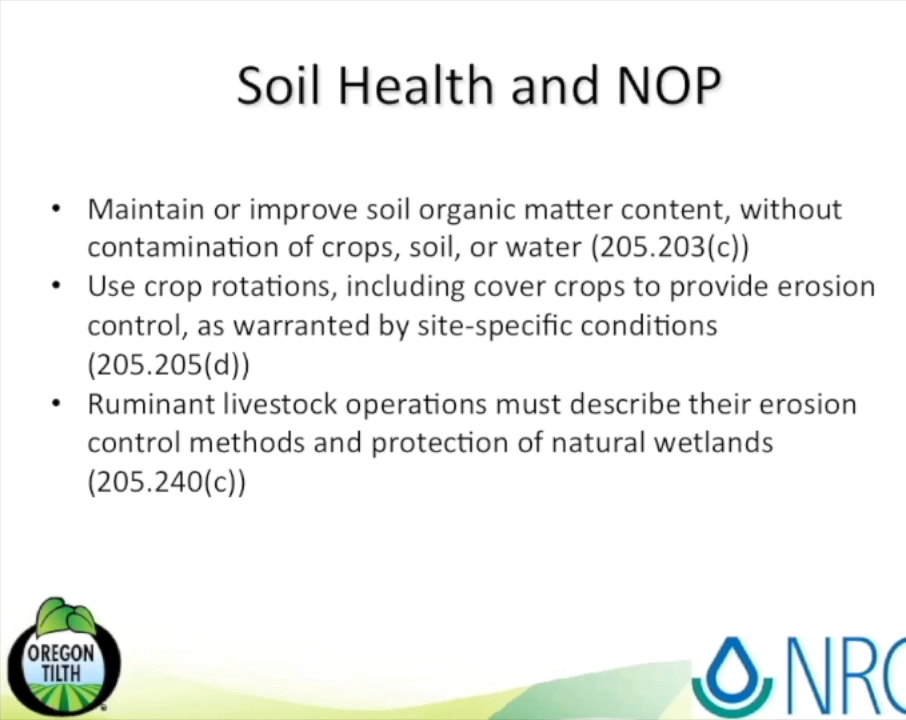 Soil Health and NOP
• Maintain or improve soil organic matter content, without
contamination of crops, soil, or water (205.203(c))
• Use crop rotations, including cover crops to provide erosion
control, as warranted by site-specific conditions
(205.205(d))
• Ruminant livestock operations must describe their erosion
control methods and protection of natural wetlands
(205.240(c))
OREGON
TILTH
NRC